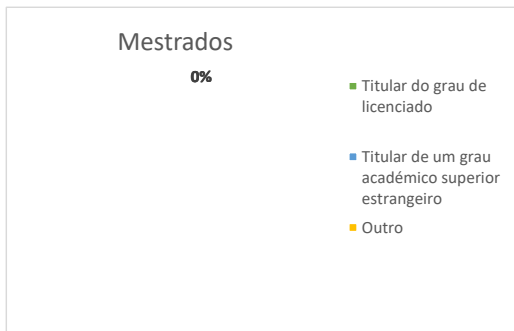 Mestrados
0%
Titular do grau de
licenciado
Titular de um grau
académico superior
estrangeiro
Outro